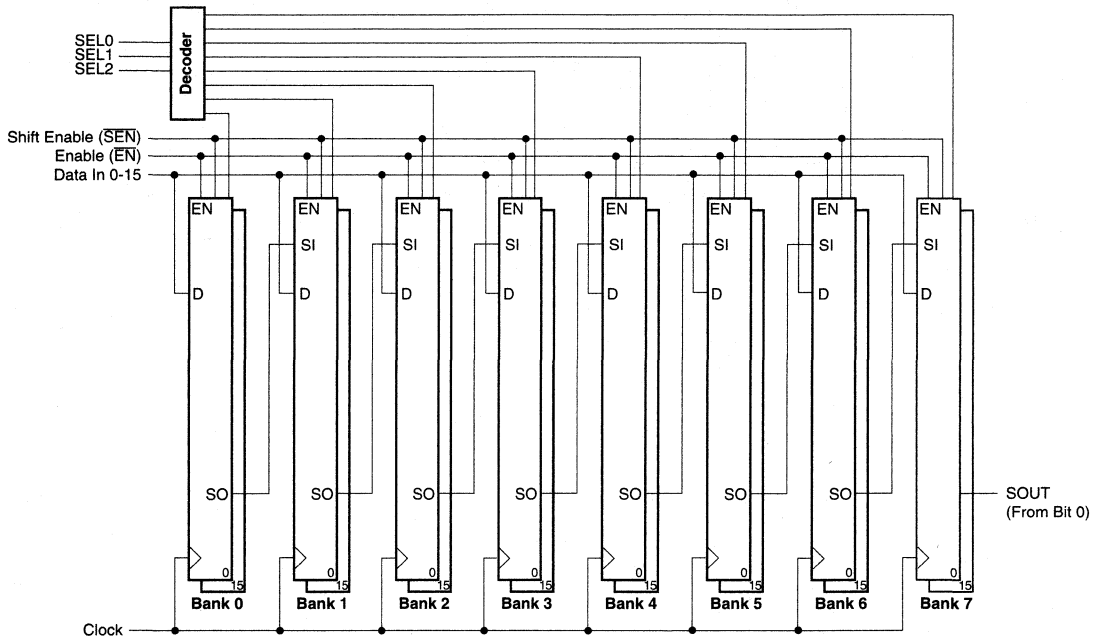 Decoder
SEL0
SEL1
SEL2
Shift Enable (S̅E̅N̅)
Enable (E̅N̅)
Data In 0-15
EN EN EN EN EN EN EN EN
SI SI SI SI SI SI SI
D D D D D D D D
SO SO SO SO SO SO SO
SOUT
(From Bit 0)
0 0 0 0 0 0 0 0
15 15 15 15 15 15 15 15
Bank 0 Bank 1 Bank 2 Bank 3 Bank 4 Bank 5 Bank 6 Bank 7
Clock